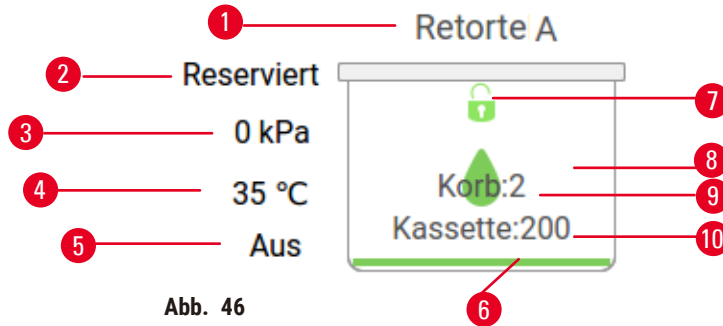 1
Retorte A
2
Reserviert
7
3
0 kPa
8
4
35 °C
Korb:2
9
5
Aus
Kassette:200
10
6
Abb. 46